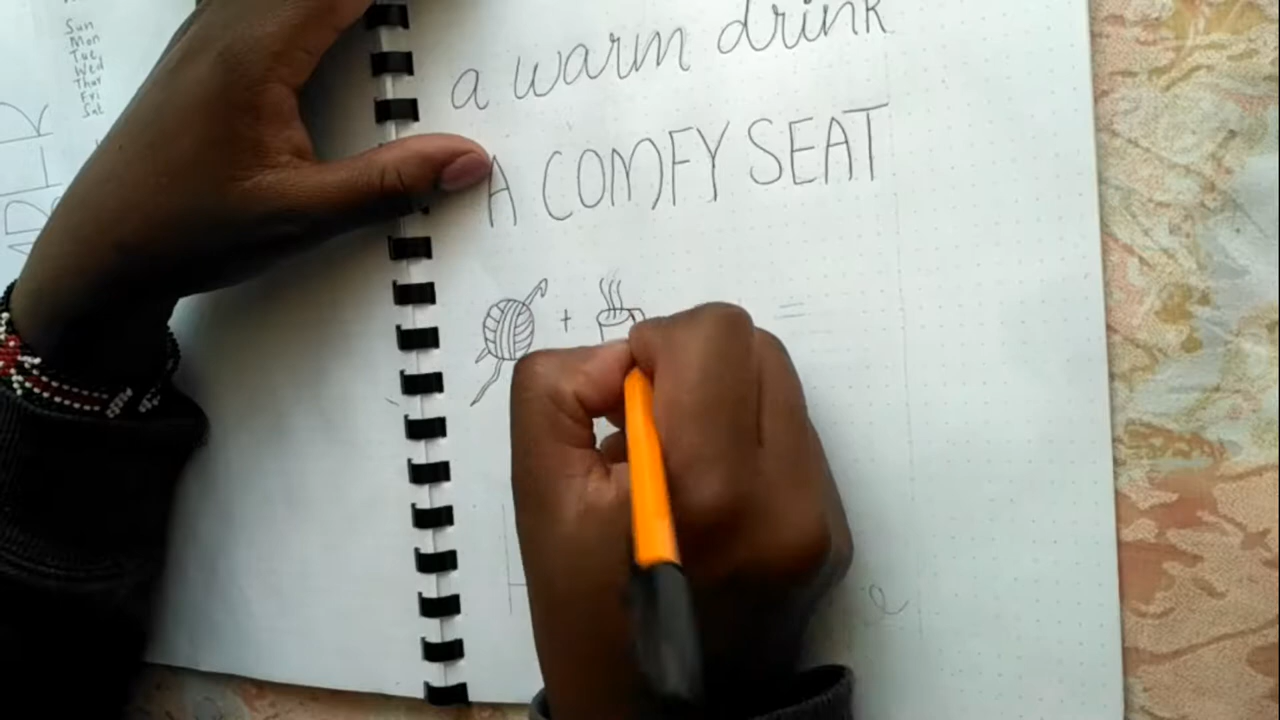 Sun
Mon
Tue
Wed
Thur
Fri
Sat
a warm drink
A COMFY SEAT
+
=